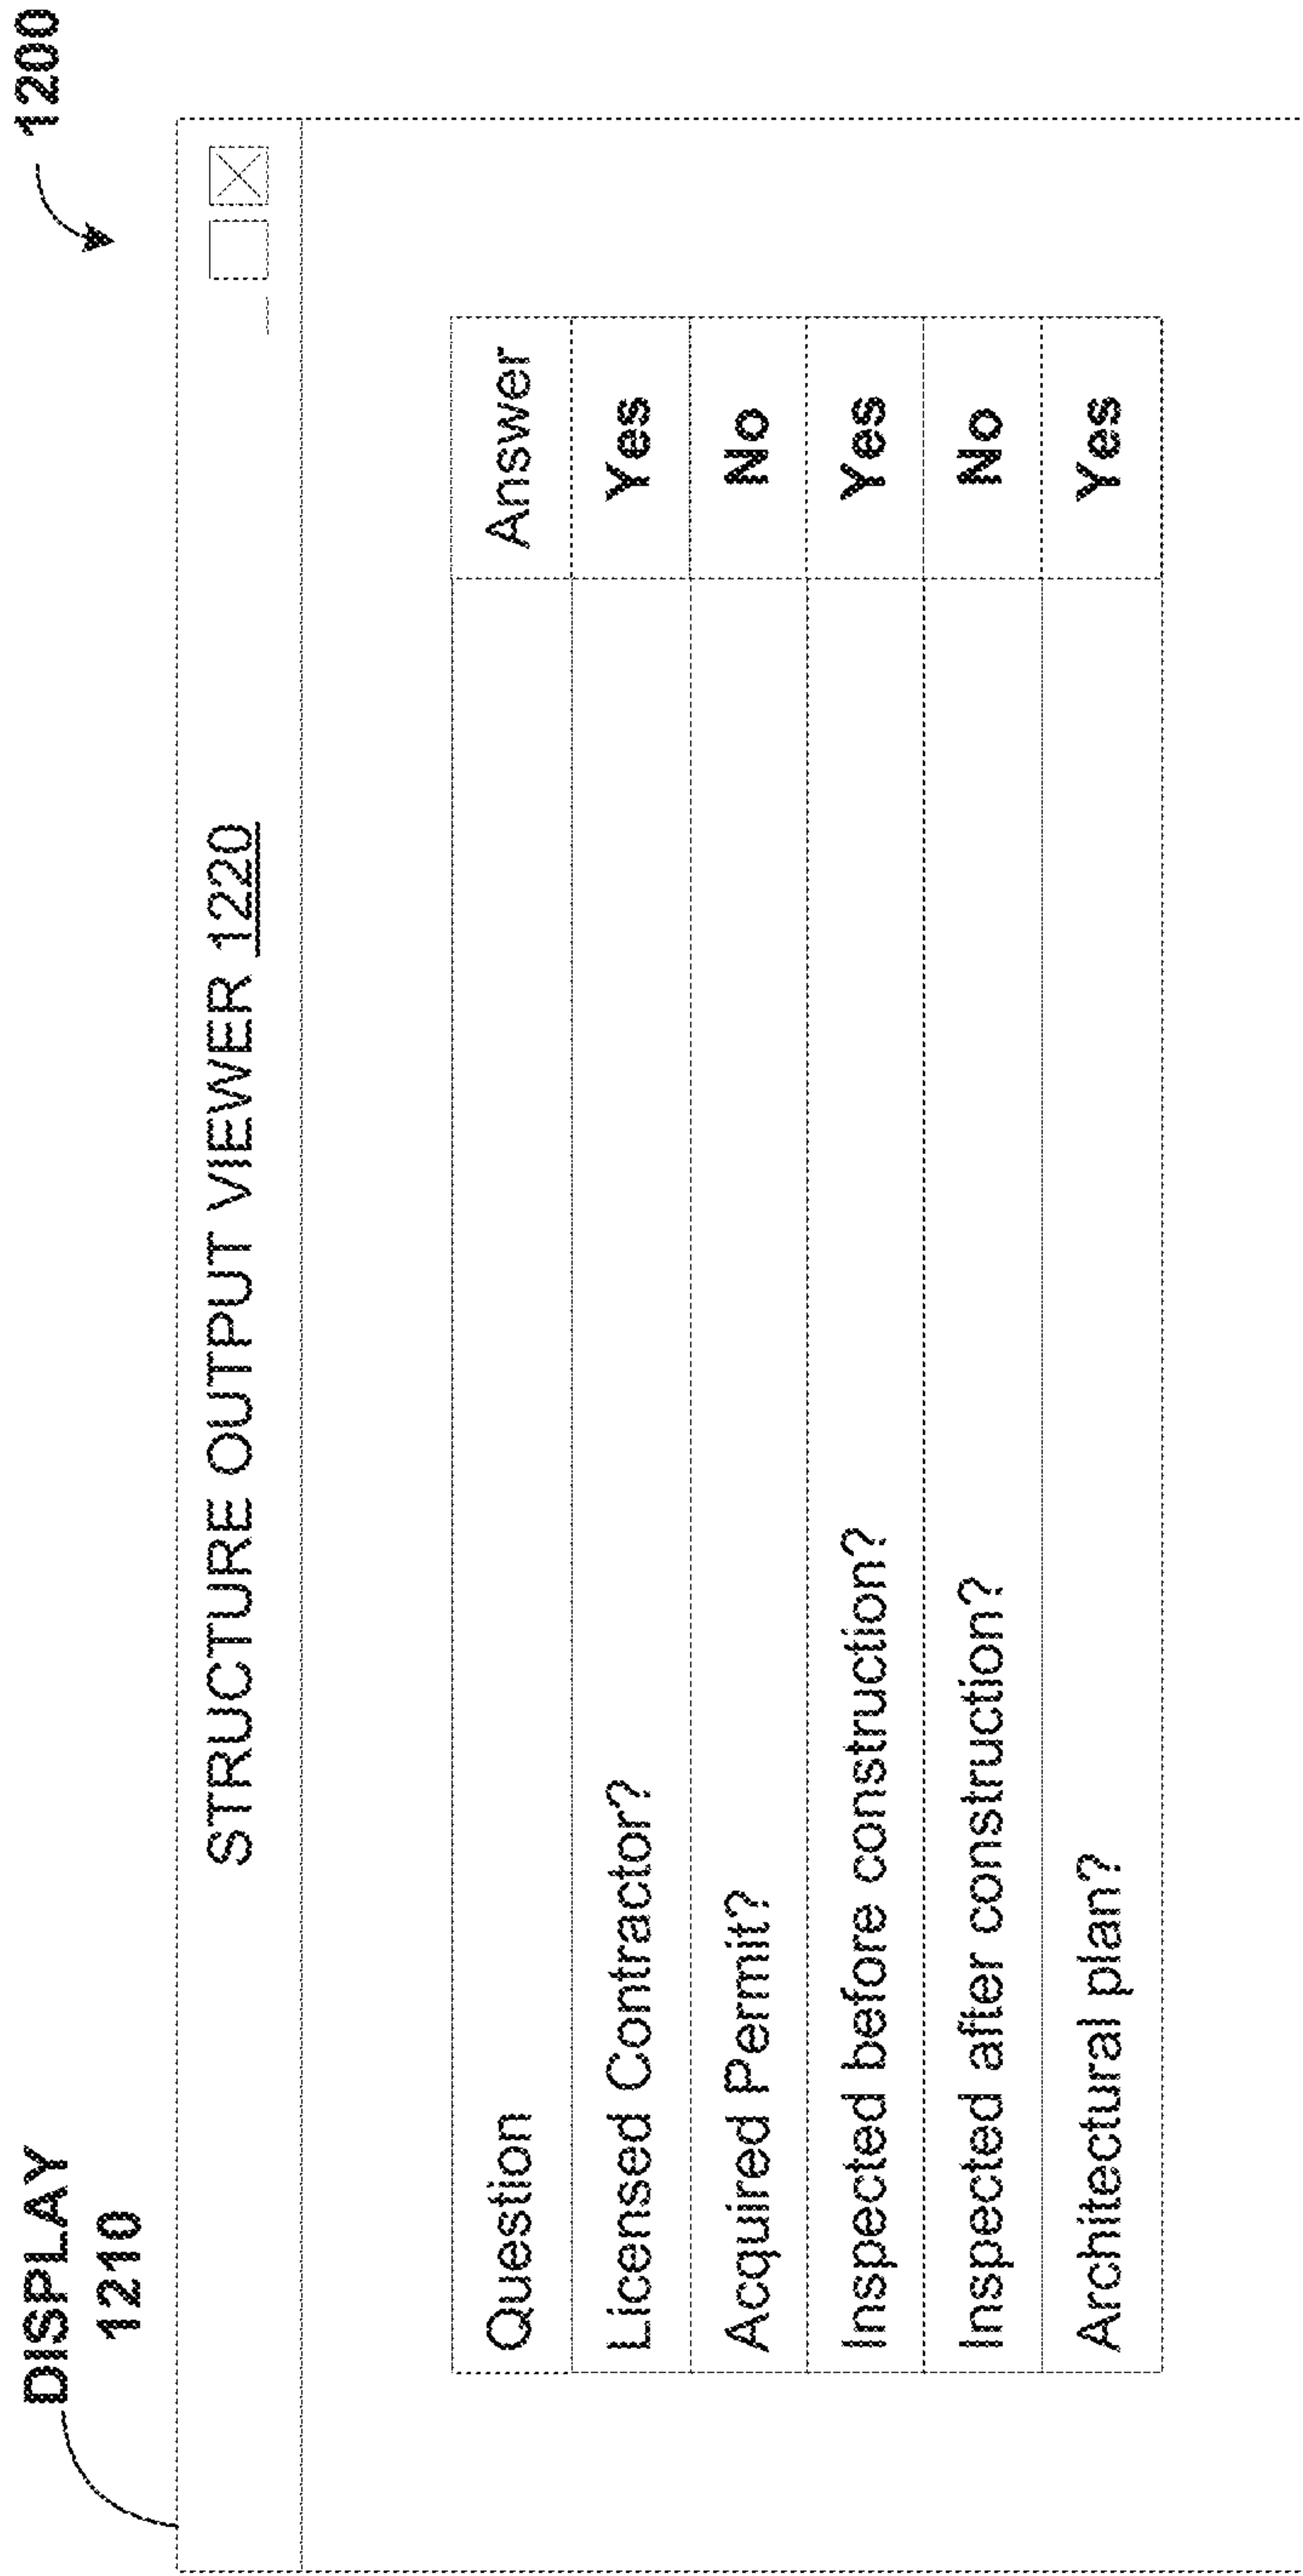 1200
DISPLAY
1210
STRUCTURE OUTPUT VIEWER 1220
Question Answer
Licensed Contractor? Yes
Acquired Permit? No
Inspected before construction? Yes
Inspected after construction? No
Architectural plan? Yes